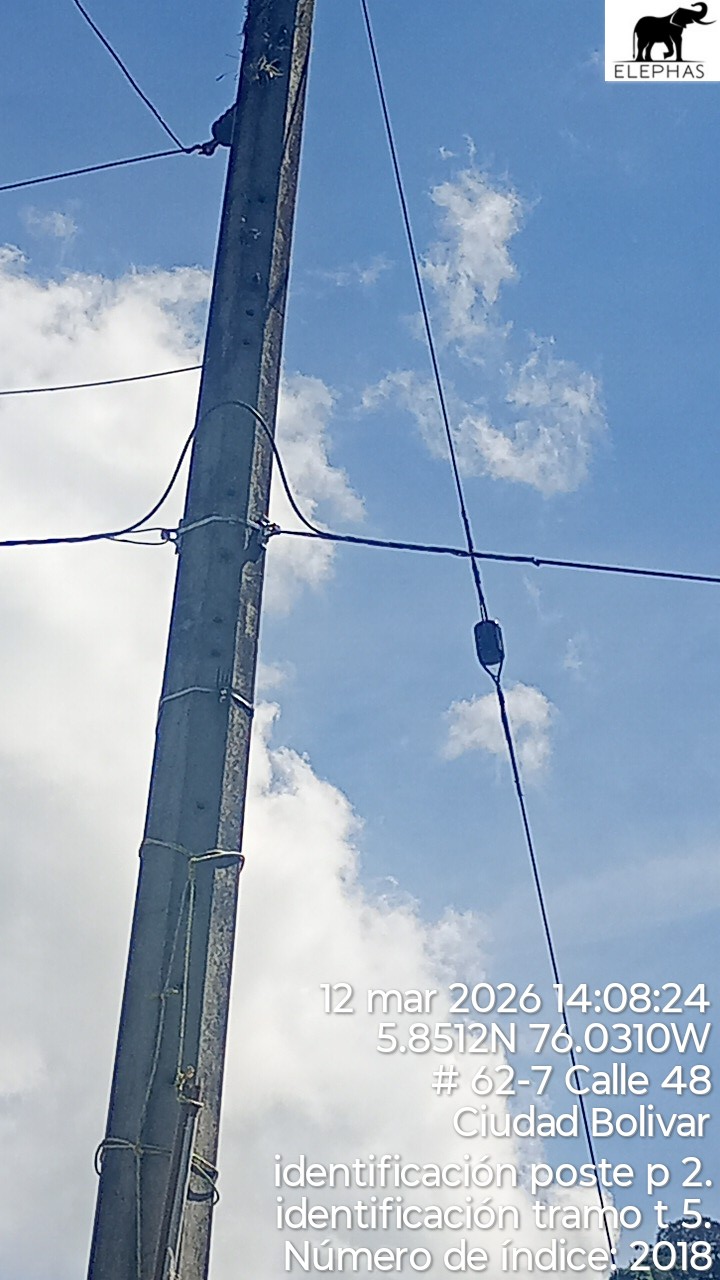 ELEPHAS
12 mar 2026 14:08:24
5.8512N 76.0310W
# 62-7 Calle 48
Ciudad Bolivar
identificación poste p 2.
identificación tramo t 5.
Número de índice: 2018